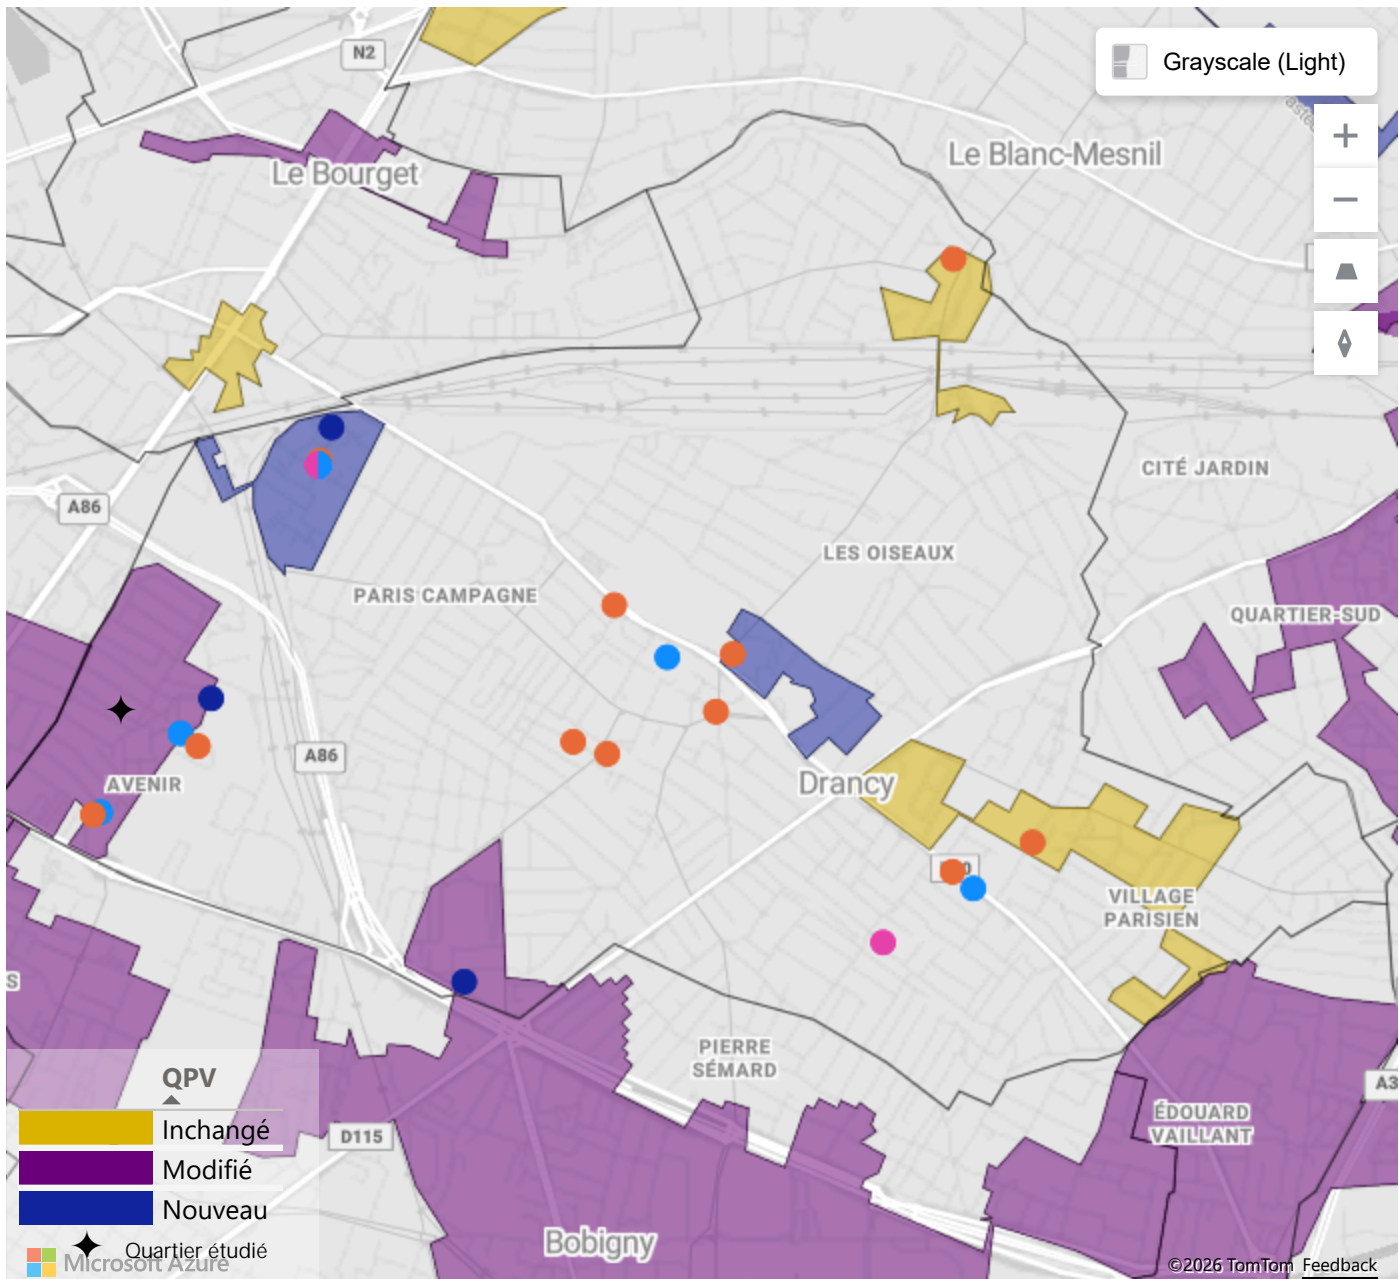 N2
Grayscale (Light)
Le Blanc-Mesnil
Le Bourget
CITÉ JARDIN
A86
LES OISEAUX
PARIS CAMPAGNE
QUARTIER-SUD
A86
AVENIR
Drancy
VILLAGE
PARISIEN
S
PIERRE
SÉMARD
QPV
A3
ÉDOUARD
VAILLANT
Inchangé
D115
Modifié
Nouveau
Bobigny
Quartier étudié
Microsoft Azure
©2026 TomTom Feedback